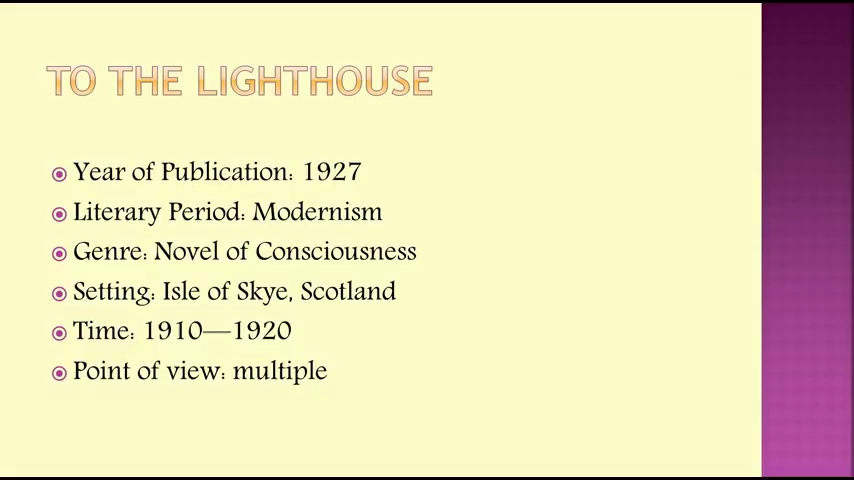 TO THE LIGHTHOUSE
Year of Publication: 1927
Literary Period: Modernism
Genre: Novel of Consciousness
Setting: Isle of Skye, Scotland
Time: 1910—1920
Point of view: multiple